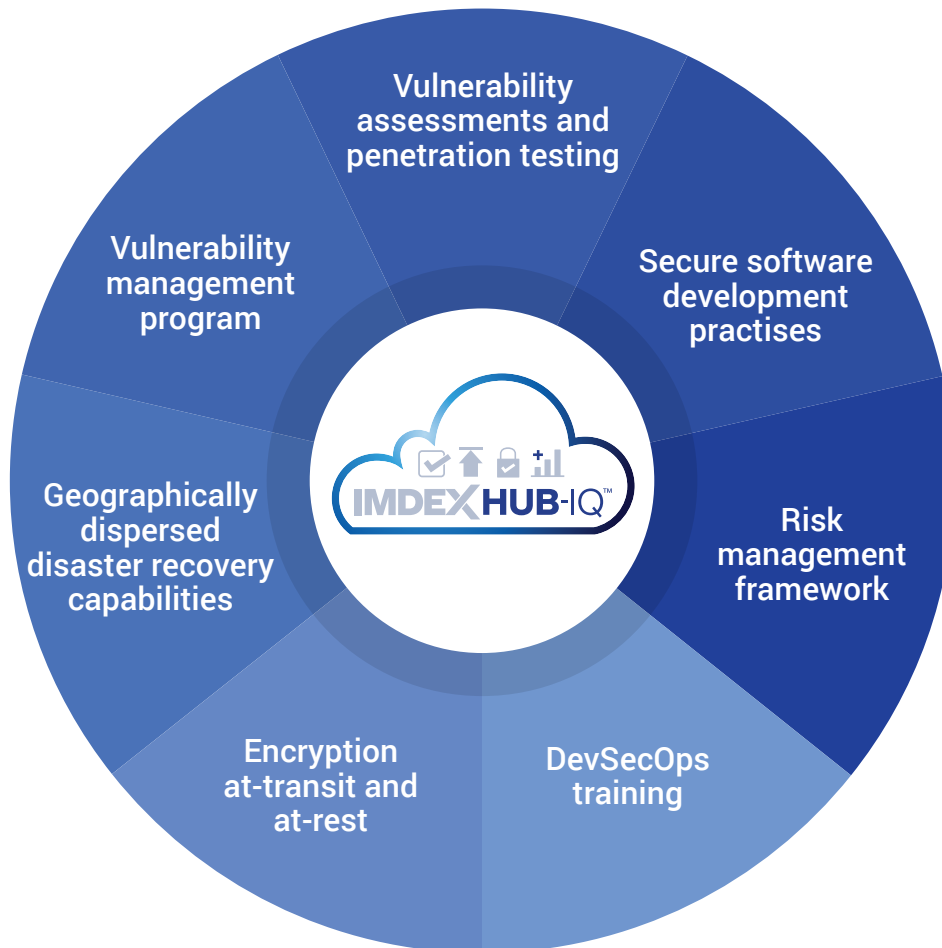 Vulnerability
assessments and
penetration testing
Secure software
development
practises
Risk
management
framework
DevSecOps
training
Encryption
at-transit and
at-rest
Geographically
dispersed
disaster recovery
capabilities
Vulnerability
management
program
IMDEX HUB-IQ™